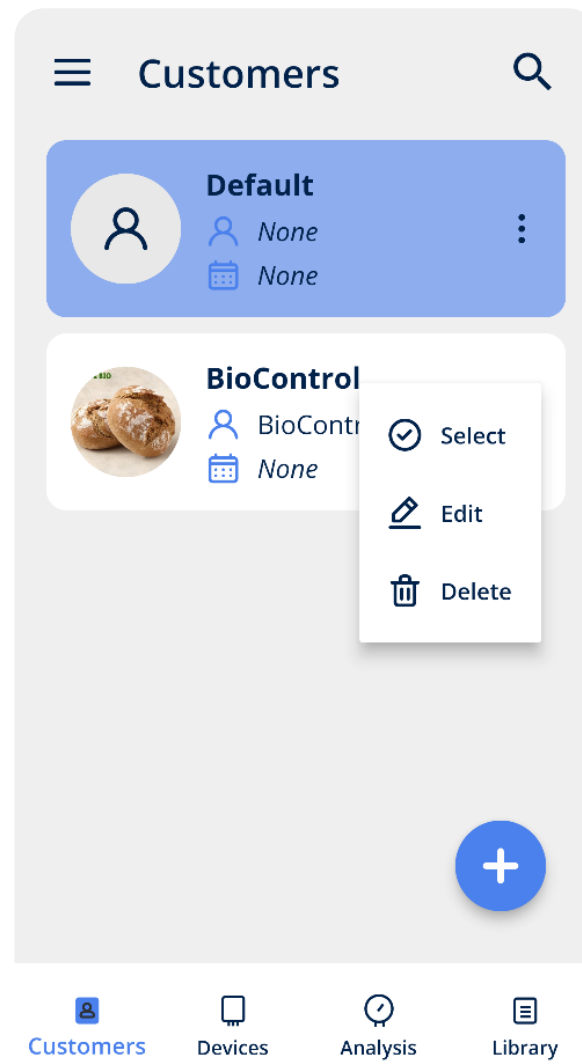 Customers
Default
None
None
BioControl
BioContr
None
Select
Edit
Delete
Customers
Devices
Analysis
Library